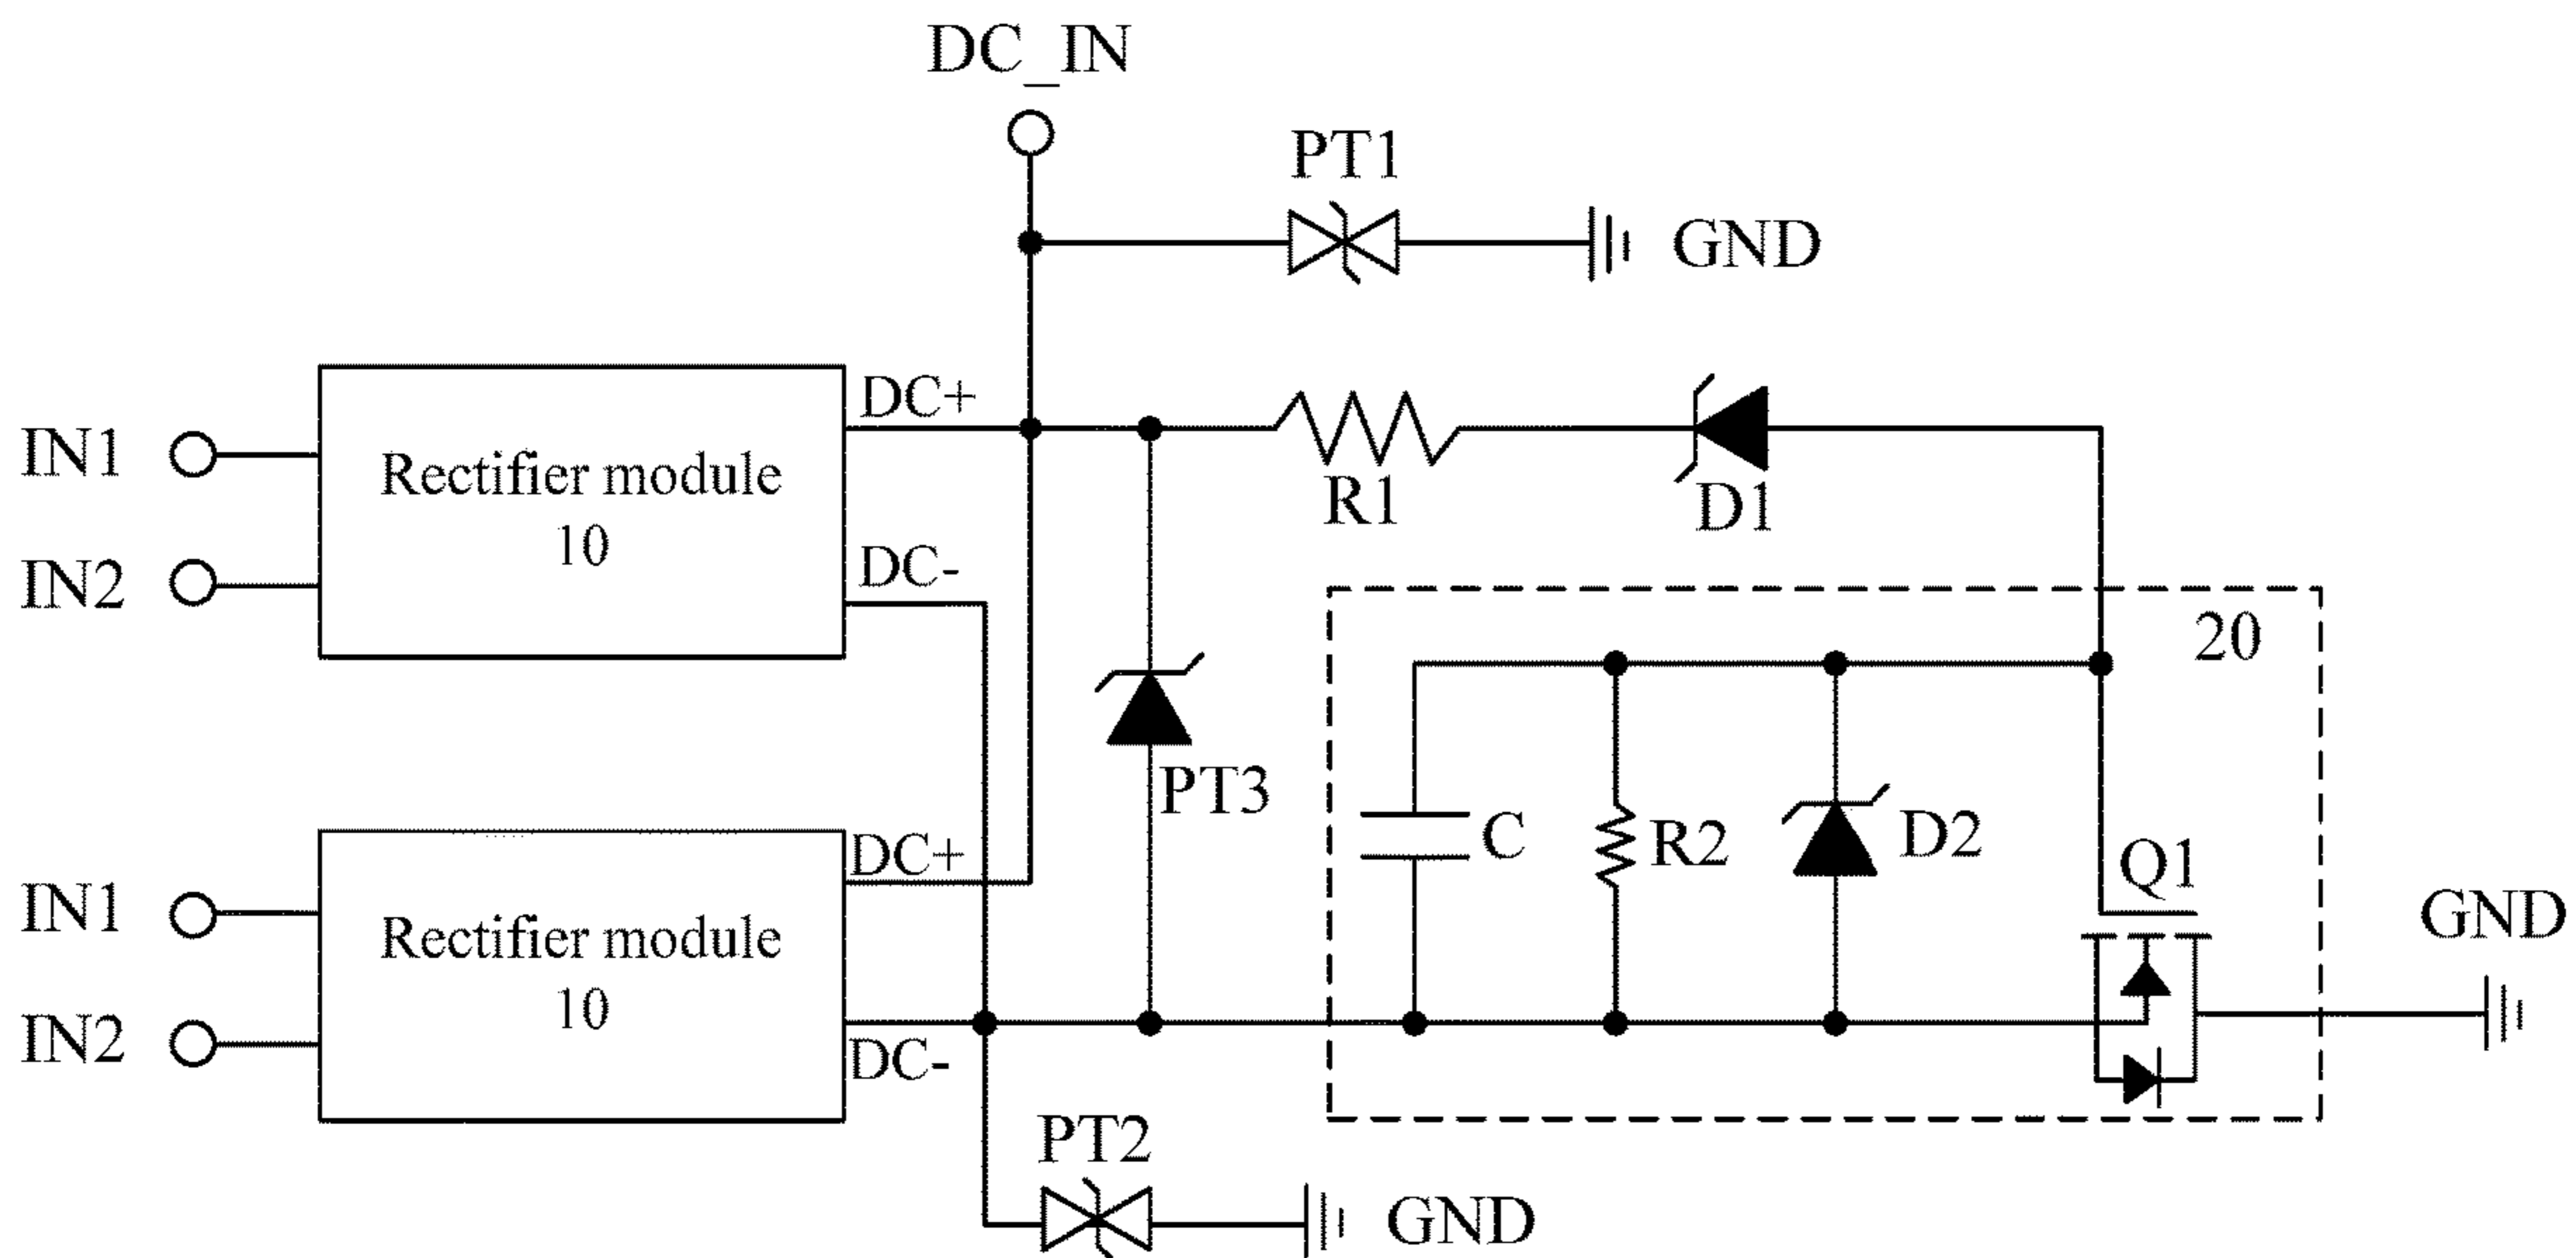 DC_IN
PT1
GND
DC+
IN1
Rectifier module
10
R1
D1
DC-
IN2
20
PT3
C
R2
D2
Q1
DC+
IN1
GND
Rectifier module
10
IN2
DC-
PT2
GND